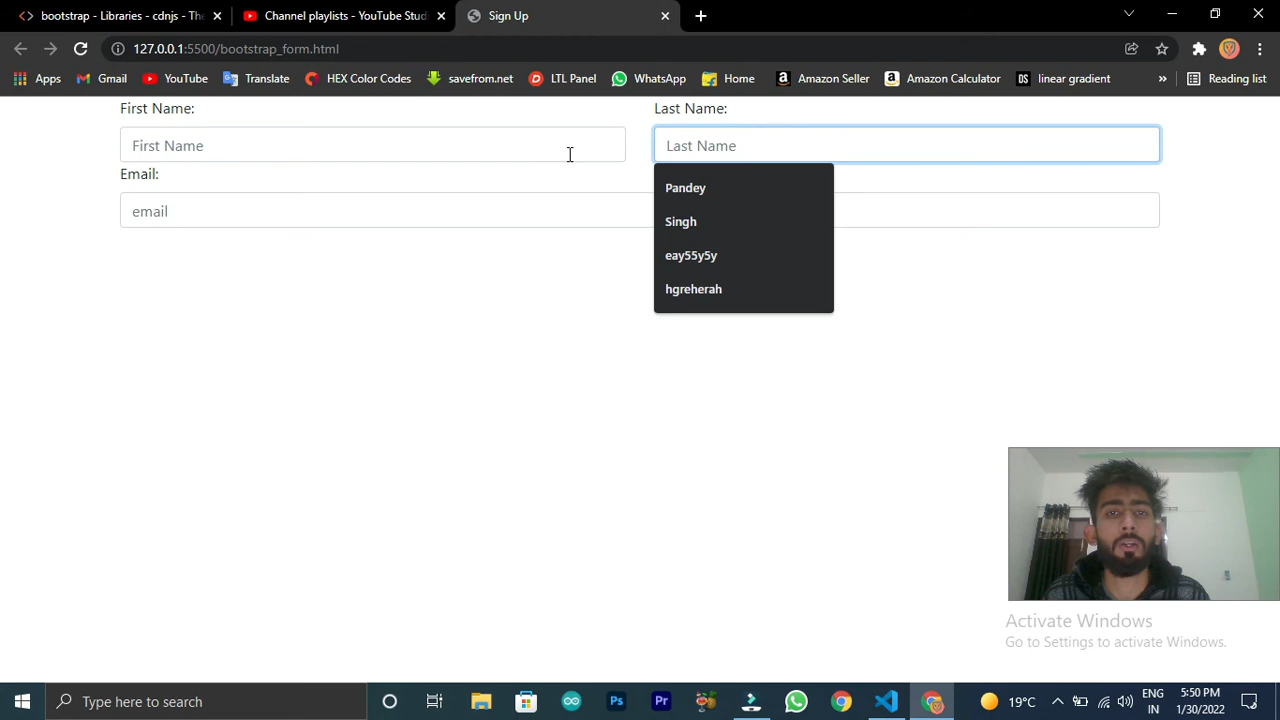 bootstrap - Libraries - cdnjs - The
Channel playlists - YouTube Stud
Sign Up
127.0.0.1:5500/bootstrap_form.html
Apps
Gmail
YouTube
Translate
HEX Color Codes
savefrom.net
LTL Panel
WhatsApp
Home
Amazon Seller
Amazon Calculator
DS linear gradient
»
Reading list
First Name:
Last Name:
First Name
Last Name
Email:
email
Pandey
Singh
eay55y5y
hgreherah
Activate Windows
Go to Settings to activate Windows.
Type here to search
Ps
Pr
19°C
ENG
IN
5:50 PM
1/30/2022